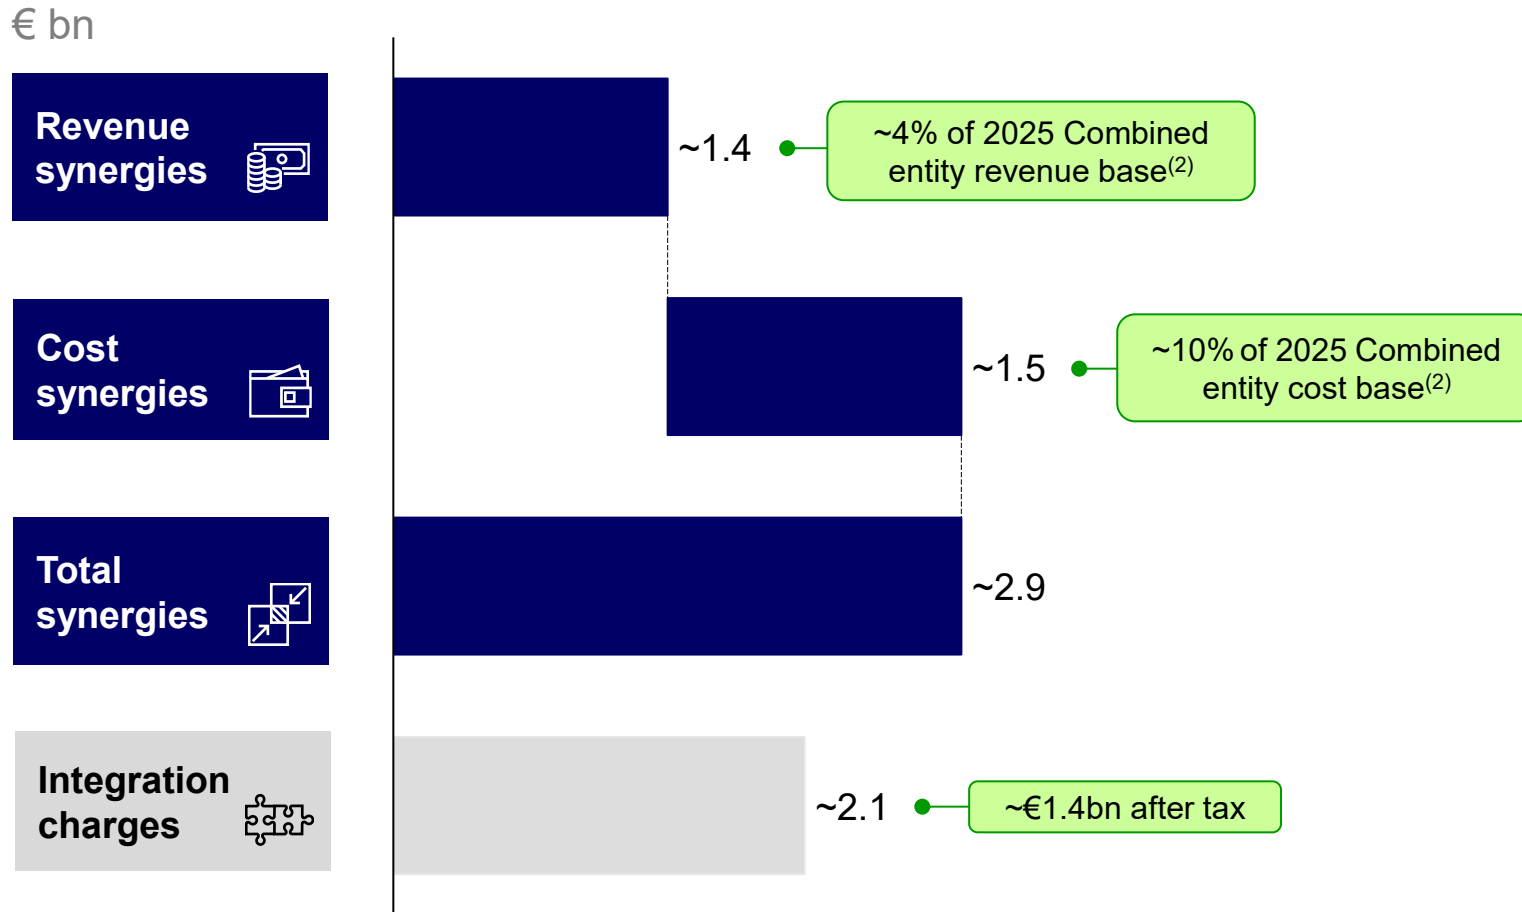 € bn
Revenue
synergies
~1.4
~4% of 2025 Combined
entity revenue base(2)
Cost
synergies
~1.5
~10% of 2025 Combined
entity cost base(2)
Total
synergies
~2.9
Integration
charges
~2.1
~€1.4bn after tax